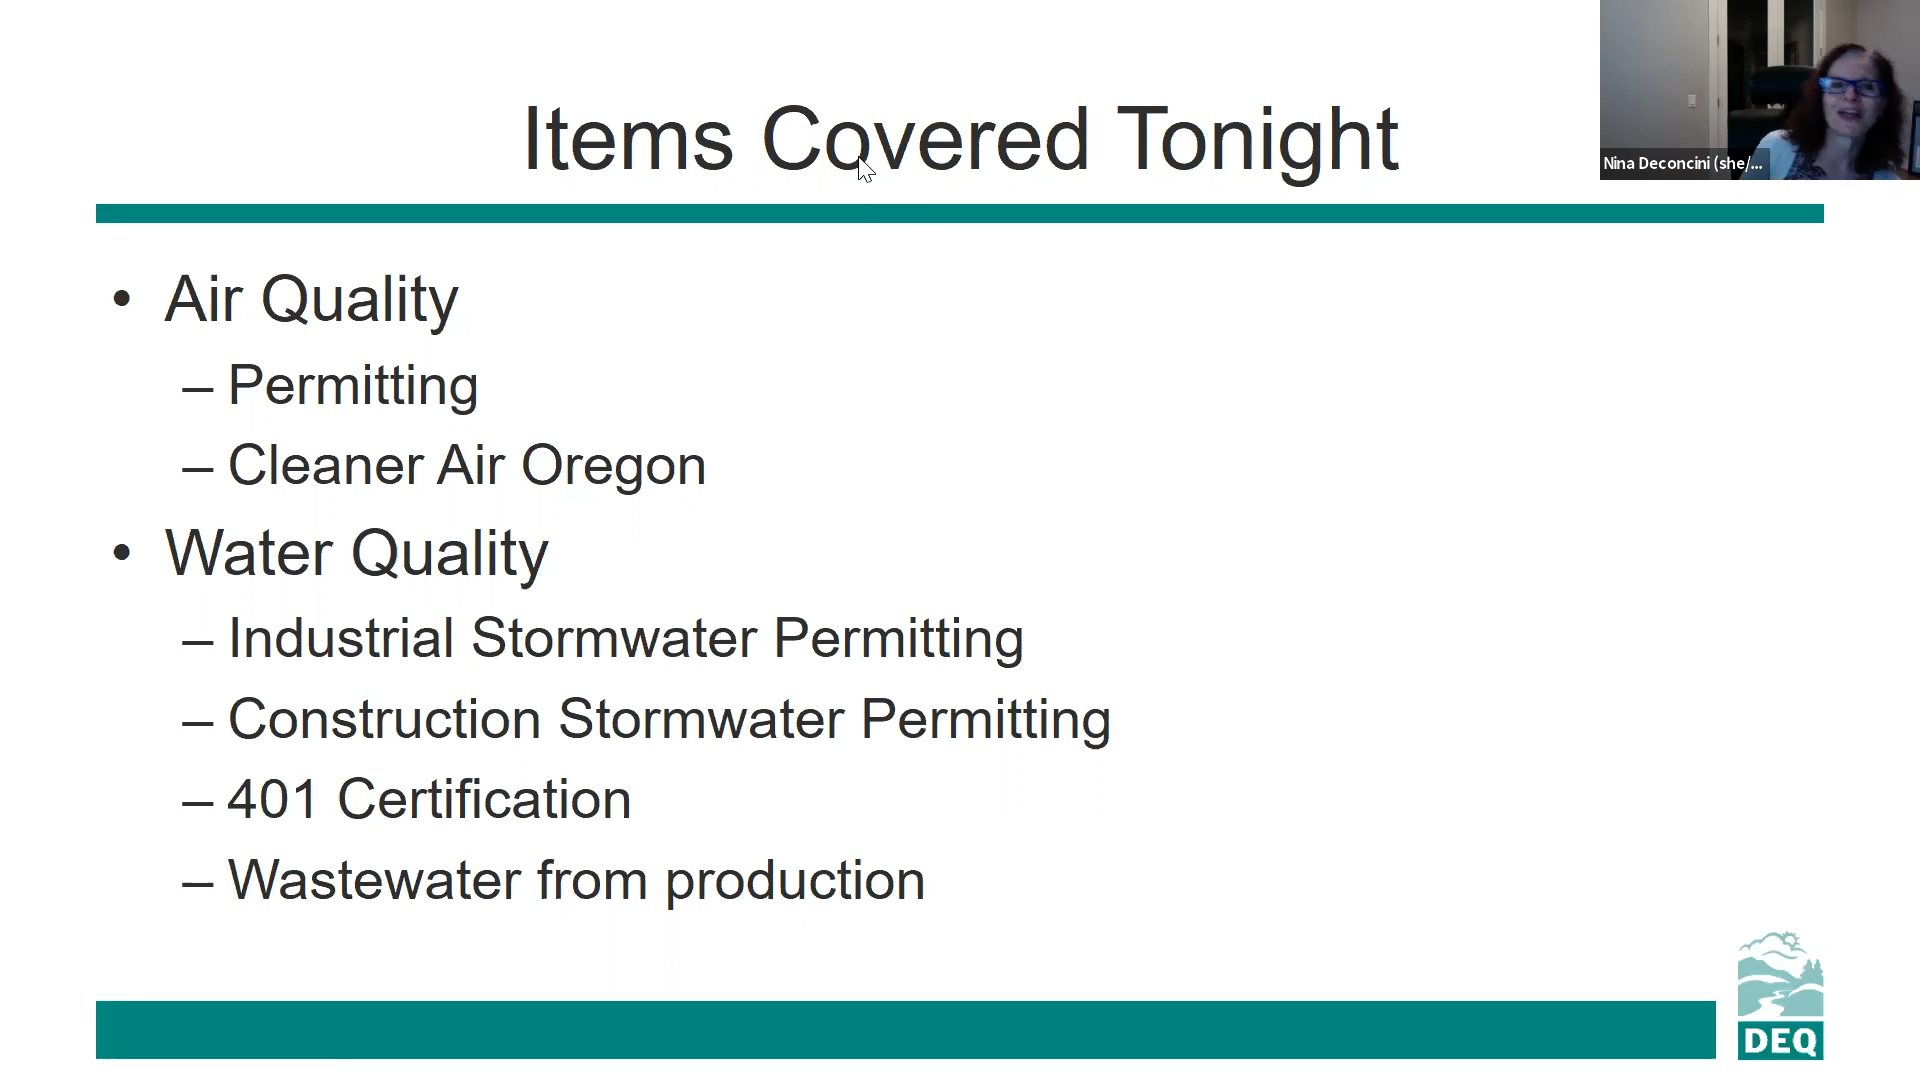 Items Covered Tonight
Nina Deconcini (she/...
• Air Quality
– Permitting
– Cleaner Air Oregon
• Water Quality
– Industrial Stormwater Permitting
– Construction Stormwater Permitting
– 401 Certification
– Wastewater from production
DEQ